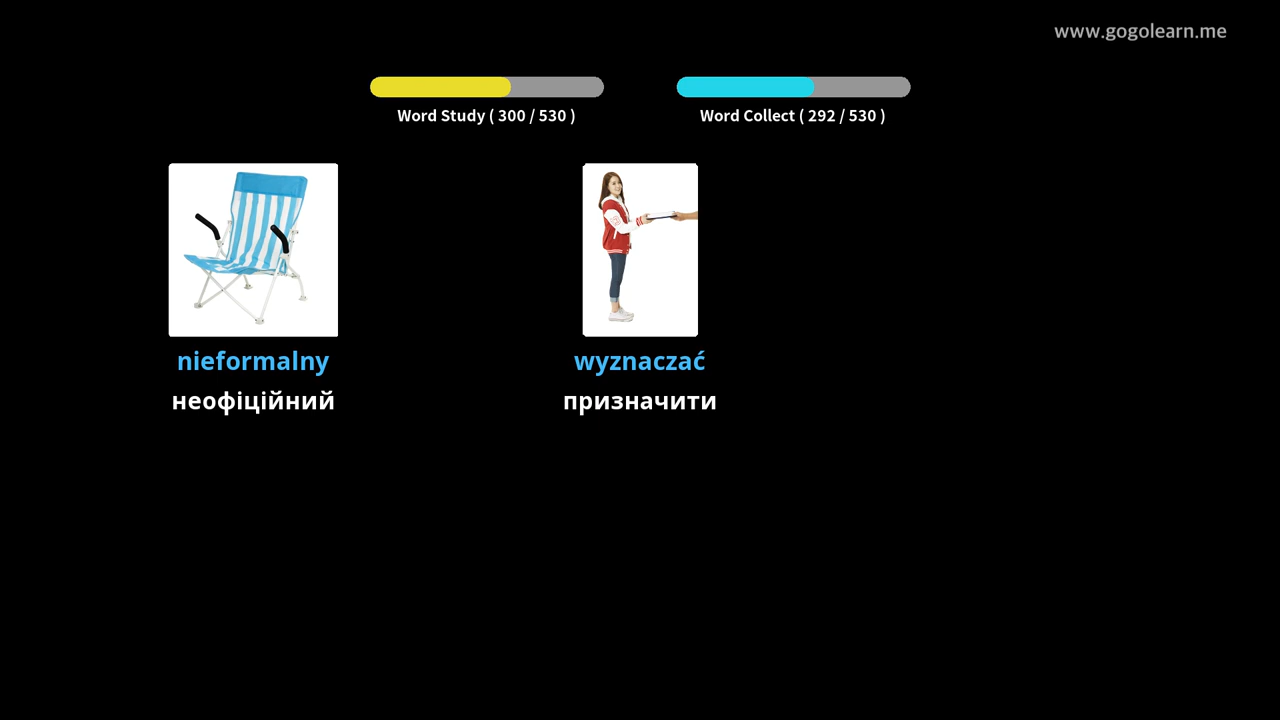 www.gogolearn.me
Word Study ( 300 / 530 )
Word Collect ( 292 / 530 )
nieformalny
неофіційний
wyznaczać
призначити